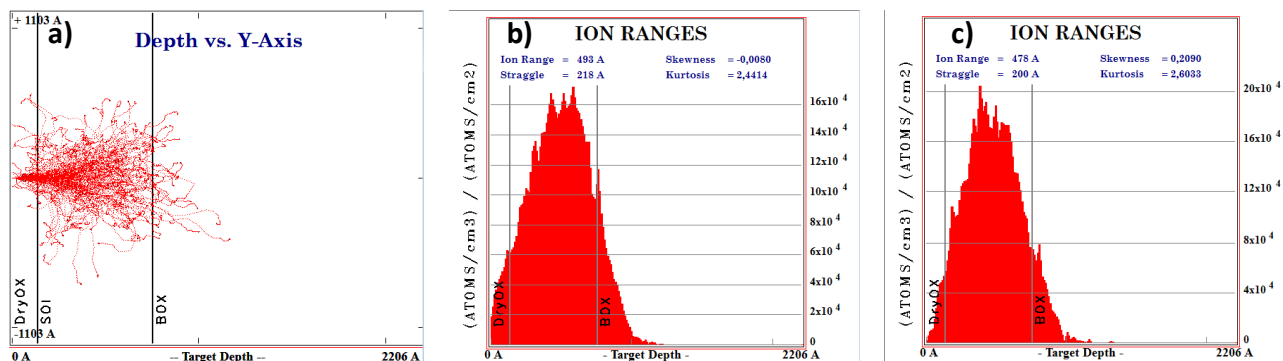 + 1103 A
a)
Depth vs. Y-Axis
DryOX
SOI
BOX
-1103 A
0 A
-- Target Depth --
2206 A
b)
ION RANGES
Ion Range = 493 A
Skewness = -0,0080
Straggle = 218 A
Kurtosis = 2,4414
(ATOMS/cm3) / (ATOMS/cm2)
16x10 4
14x10 4
12x10 4
10x10 4
8x10 4
6x10 4
4x10 4
2x10 4
0
DryOX
BOX
0 A
- Target Depth -
2206 A
c)
ION RANGES
Ion Range = 478 A
Skewness = 0,2090
Straggle = 200 A
Kurtosis = 2,6033
(ATOMS/cm3) / (ATOMS/cm2)
20x10 4
16x10 4
12x10 4
8x10 4
4x10 4
0
DryOX
BOX
0 A
- Target Depth -
2206 A